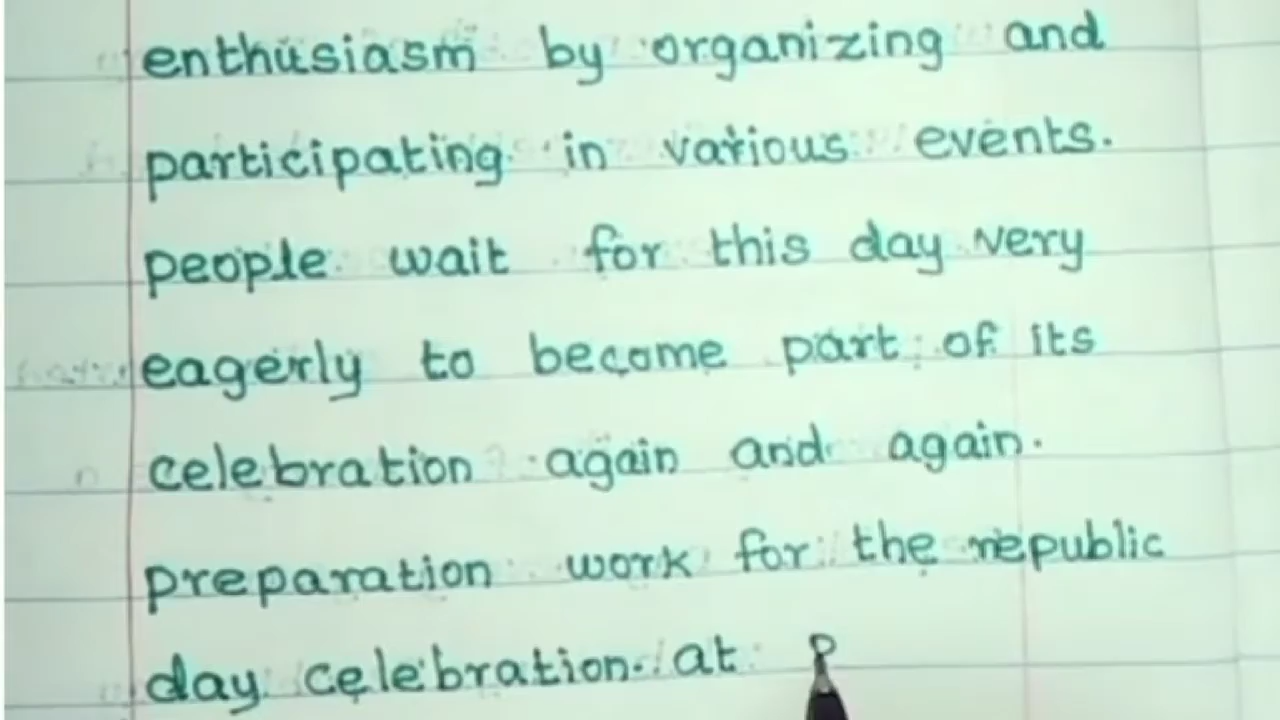 enthusiasm by organizing and
participating in various events.
people wait for this day very
eagerly to become part of its
celebration again and again.
preparation work for the republic
day celebration. at